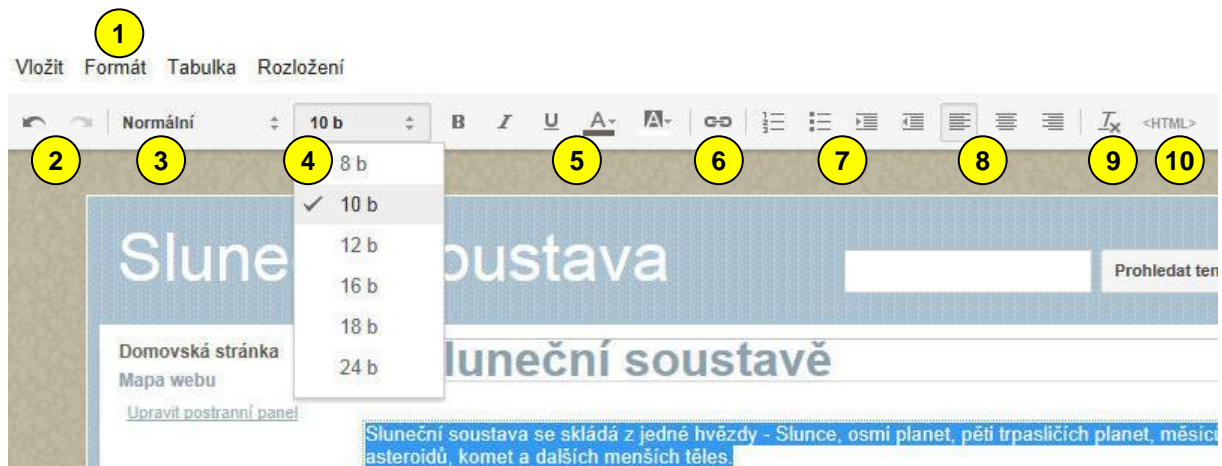 1
Vložit Formát Tabulka Rozložení
Normální 10 b B I U A A <HTML>
2 3 4 5 6 7 8 9 10
8 b
10 b
12 b
16 b
18 b
24 b
Slune oustava
Prohledat ten
Domovská stránka
Mapa webu
Upravit postranní panel
luneční soustavě
Sluneční soustava se skládá z jedné hvězdy - Slunce, osmi planet, pěti trpasličích planet, měsíců
asteroidů, komet a dalších menších těles.